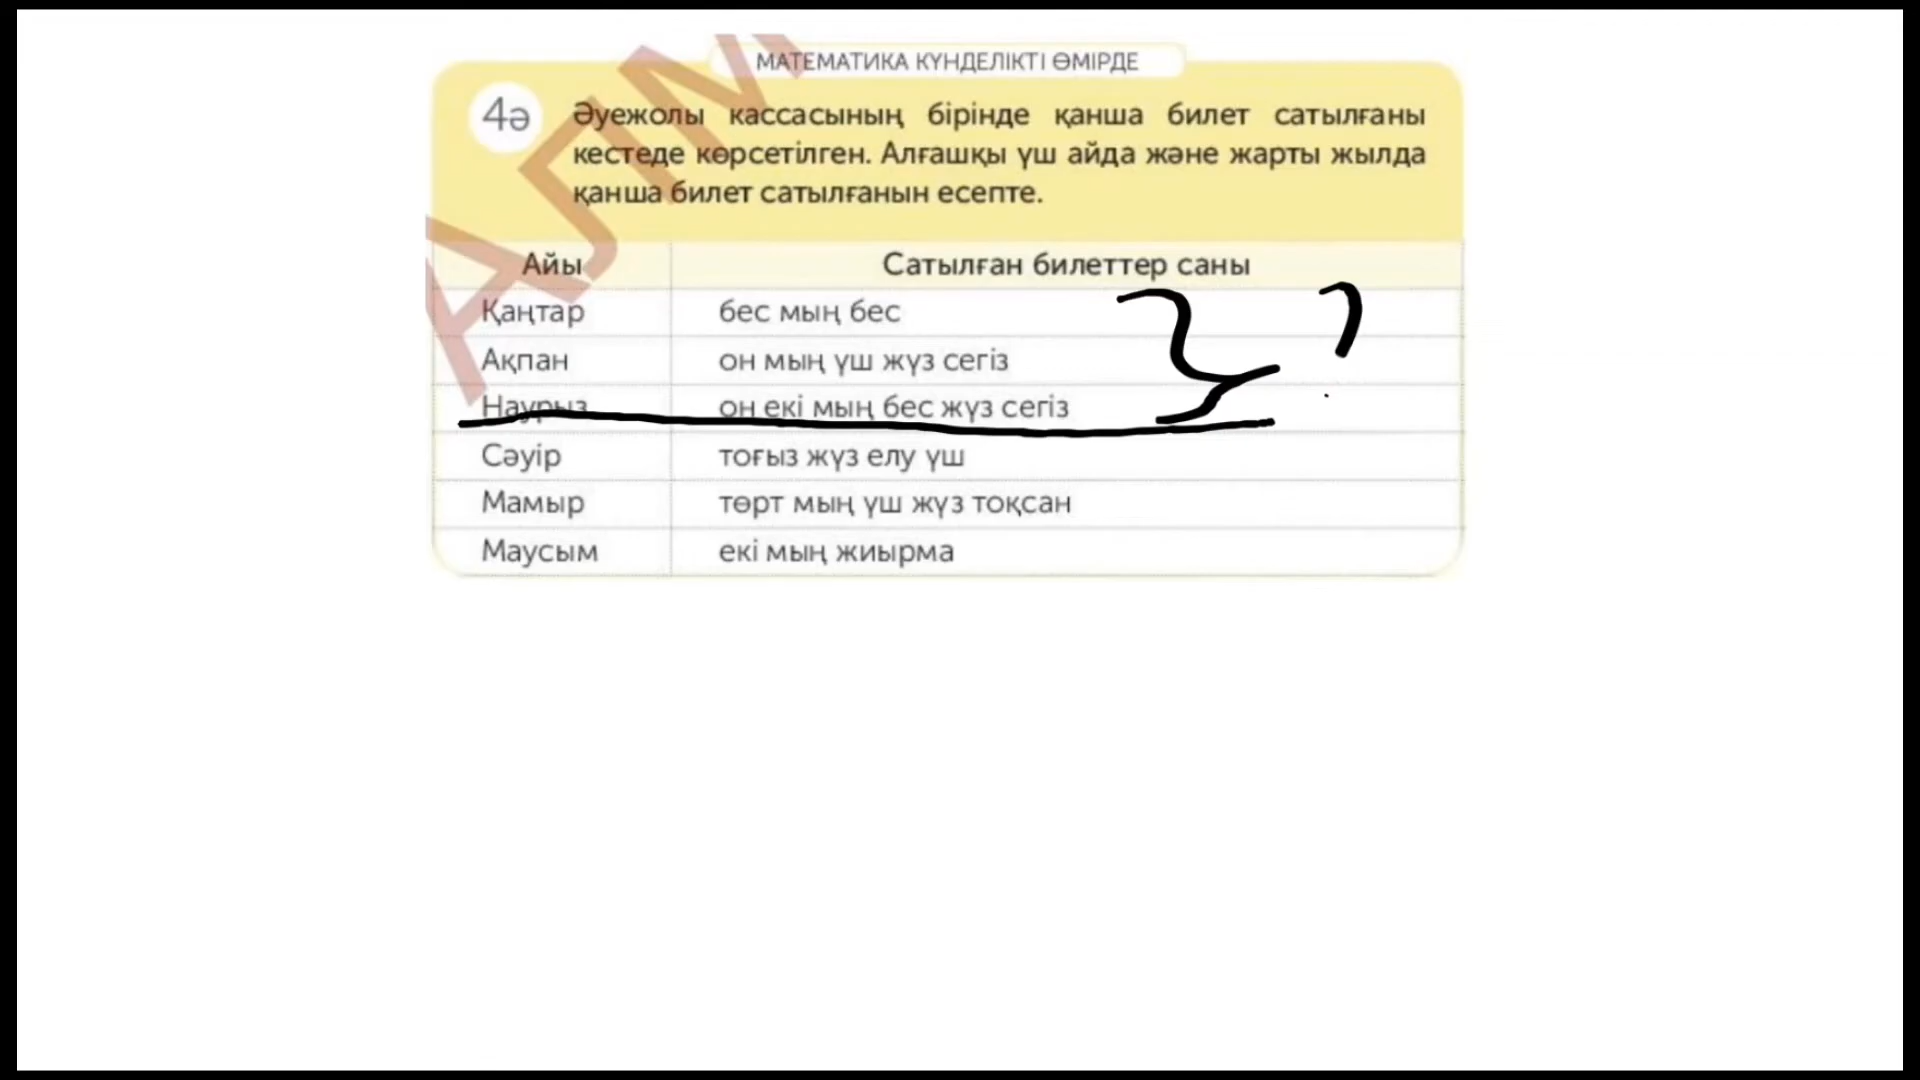 МАТЕМАТИКА КҮНДЕЛІКТІ ӨМІРДЕ
4ə Әуежолы кассасының бірінде қанша билет сатылғаны
кестеде көрсетілген. Алғашқы үш айда және жарты жылда
қанша билет сатылғанын есепте.
Айы Сатылған билеттер саны
Қаңтар бес мың бес
Ақпан он мың үш жүз сегіз
Наурыз он екі мың бес жүз сегіз
Сәуір тоғыз жүз елу үш
Мамыр төрт мың үш жүз тоқсан
Маусым екі мың жиырма
АЛМ
?